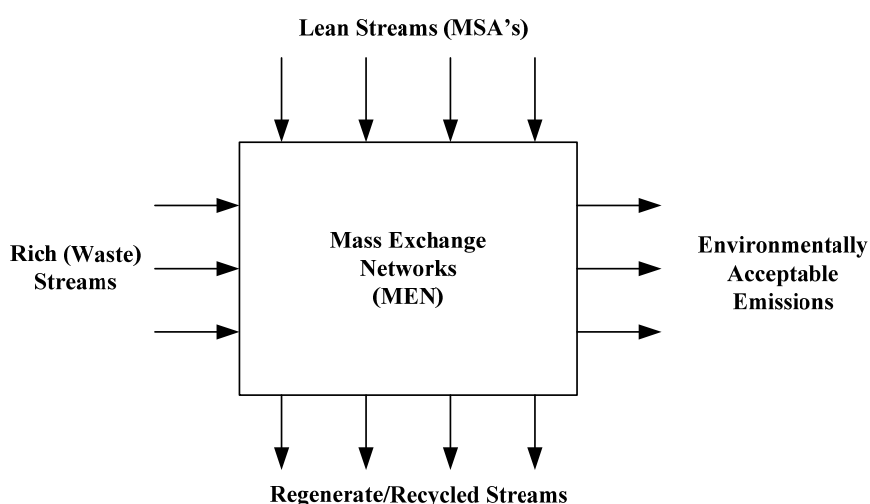 Lean Streams (MSA's)
Rich (Waste)
Streams
Mass Exchange
Networks
(MEN)
Environmentally
Acceptable
Emissions
Regenerate/Recycled Streams